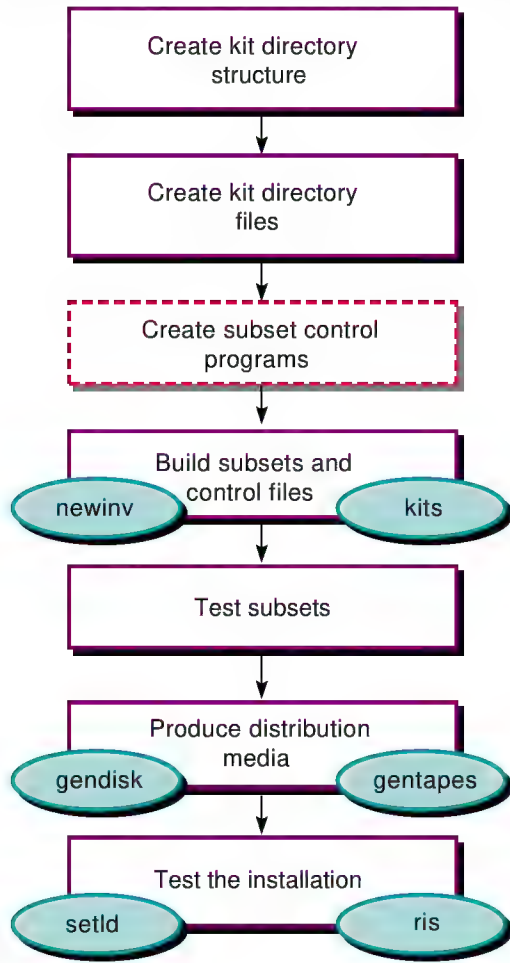 Create kit directory
structure
Create kit directory
files
Create subset control
programs
Build subsets and
control files
newinv
kits
Test subsets
Produce distribution
media
gendisk
gentapes
Test the installation
setld
ris